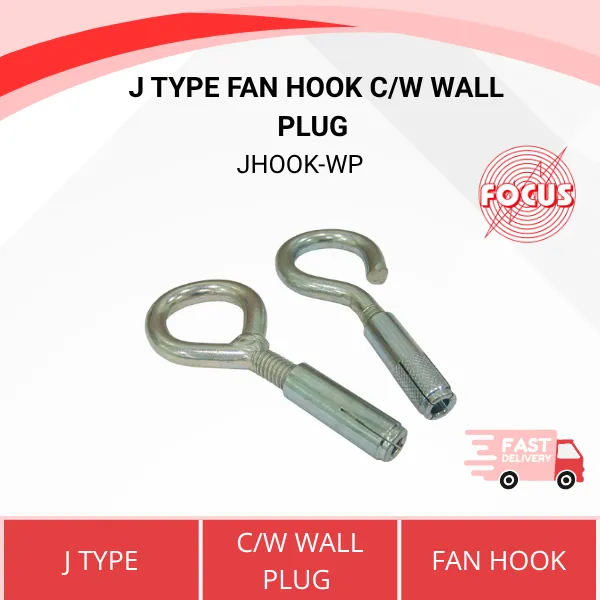 J TYPE FAN HOOK C/W WALL
PLUG
JHOOK-WP
FOCUS
FAST
DELIVERY
J TYPE
C/W WALL
PLUG
FAN HOOK